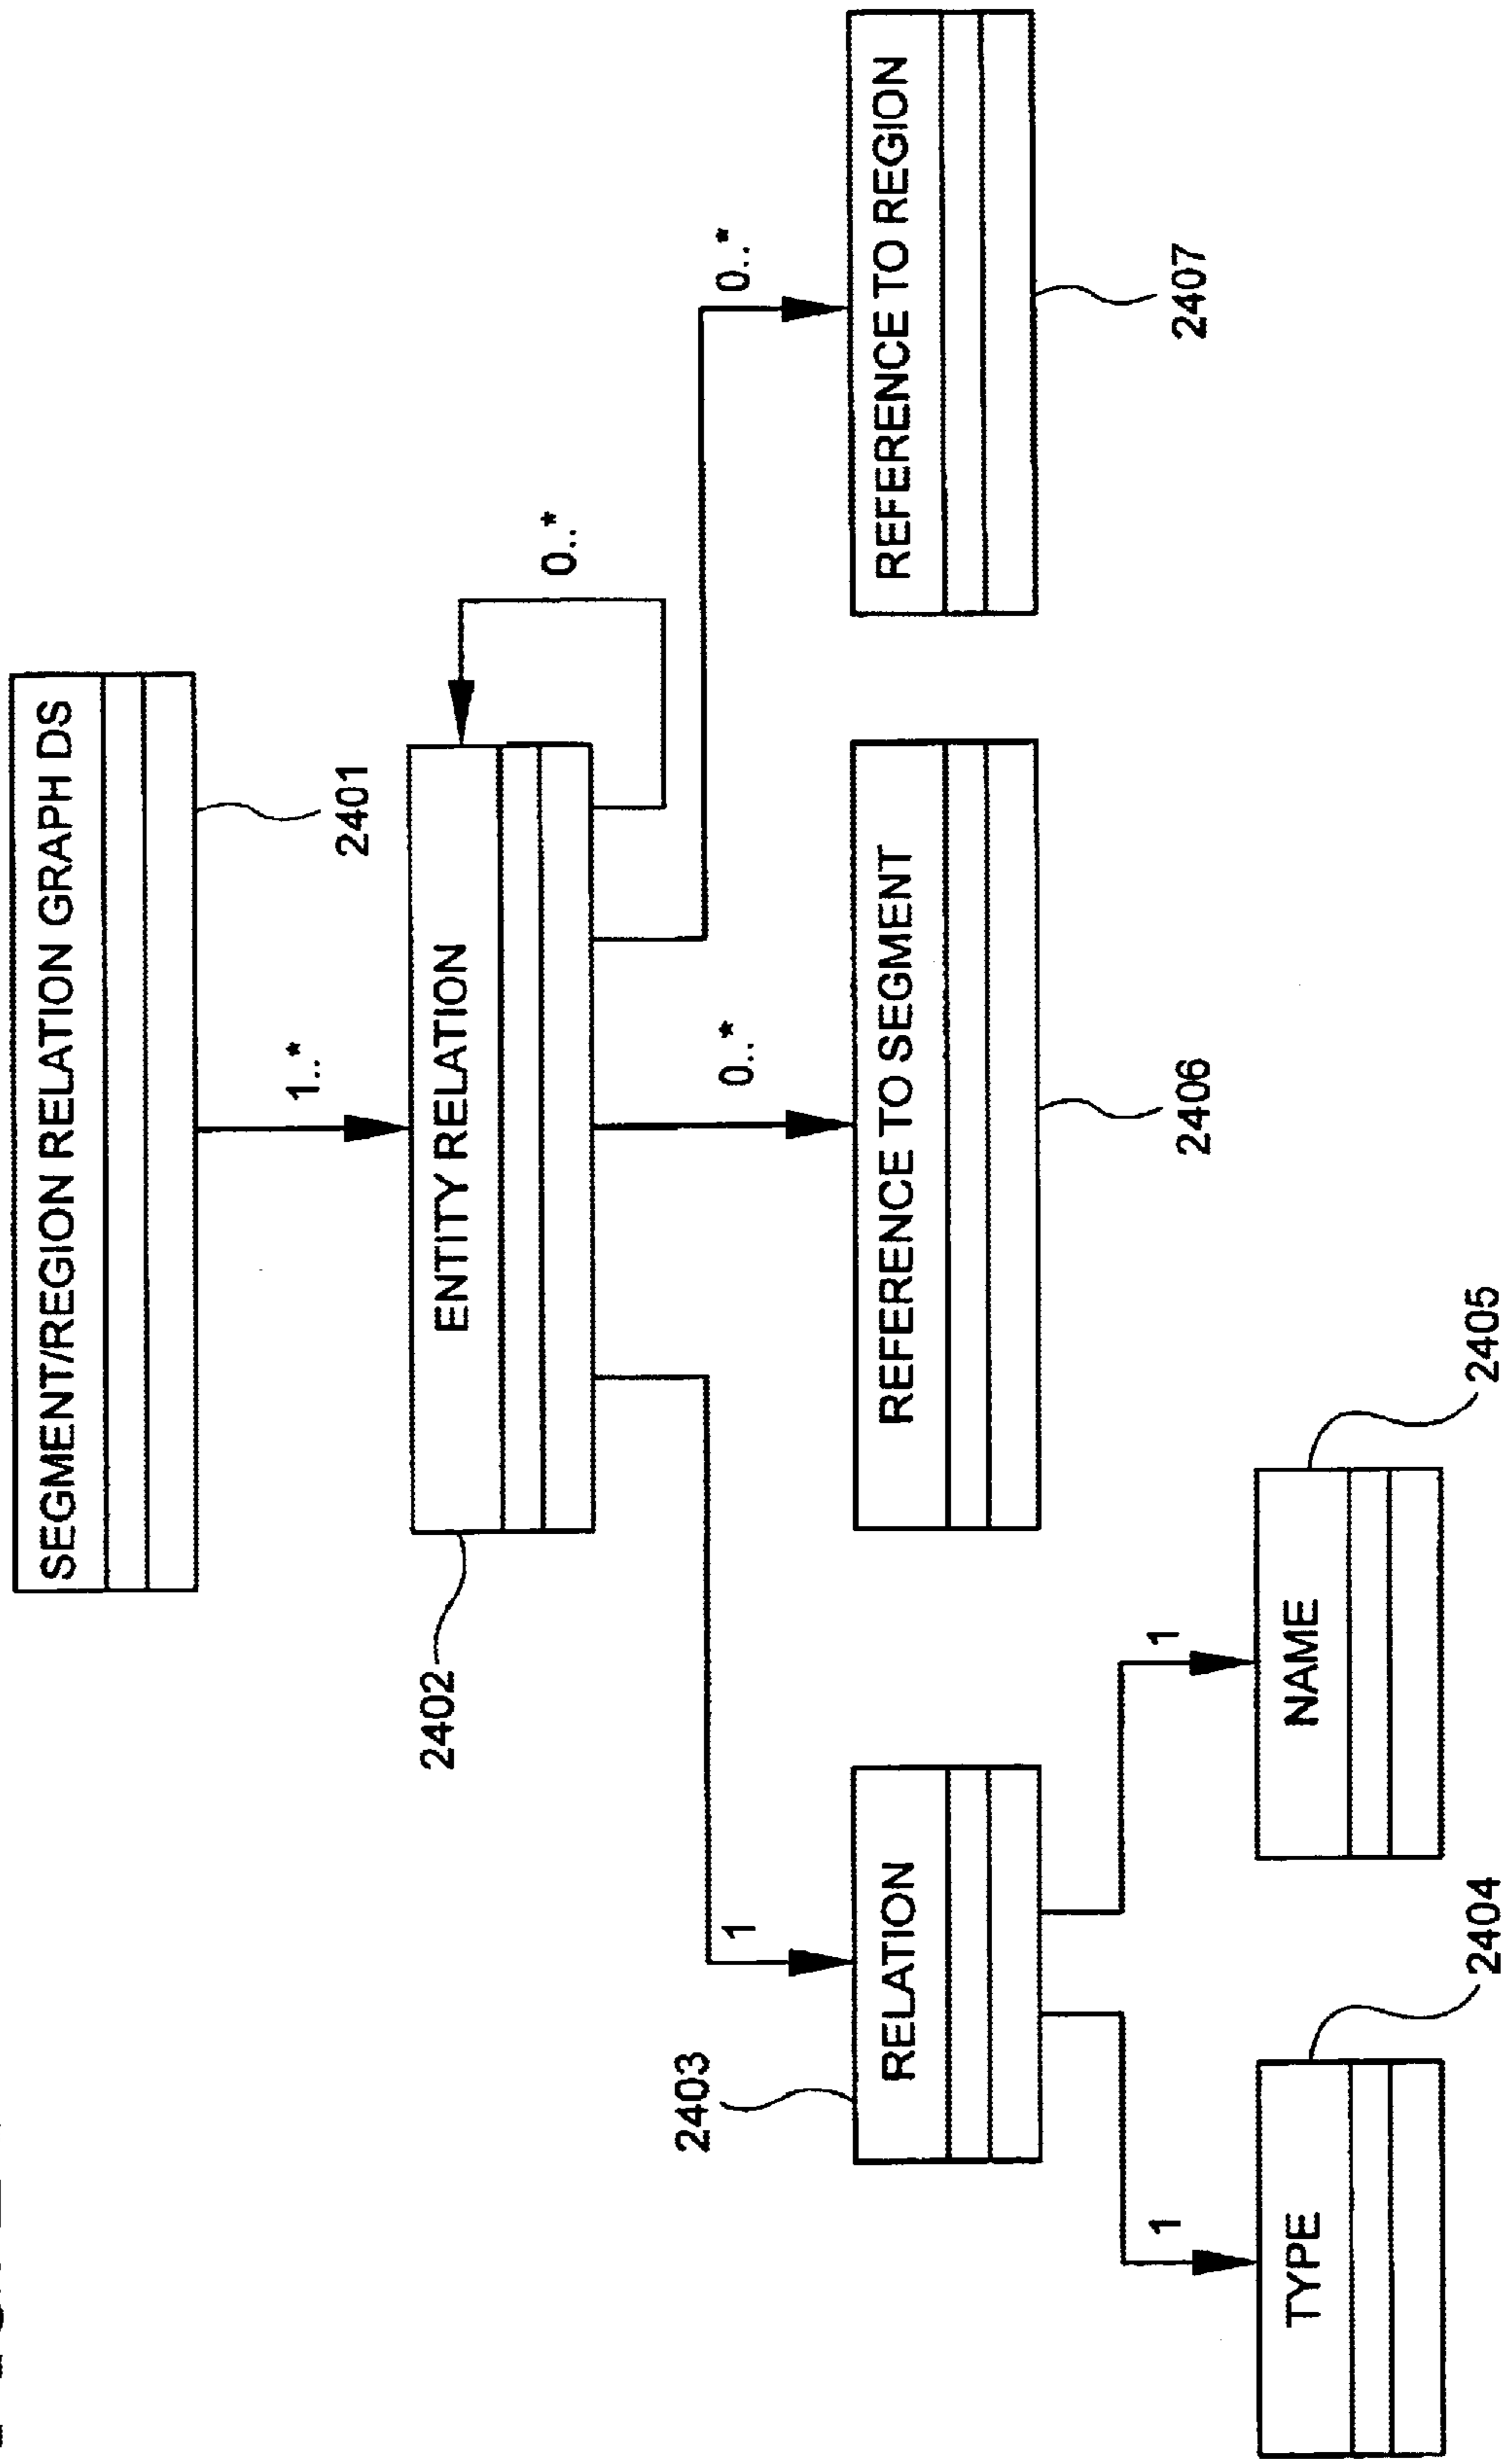 SEGMENT/REGION RELATION GRAPH DS
2401
1..*
ENTITY RELATION
2402
0..*
1
0..*
0..*
2403
RELATION
REFERENCE TO SEGMENT
REFERENCE TO REGION
2406
2407
1
1
TYPE
NAME
2404
2405